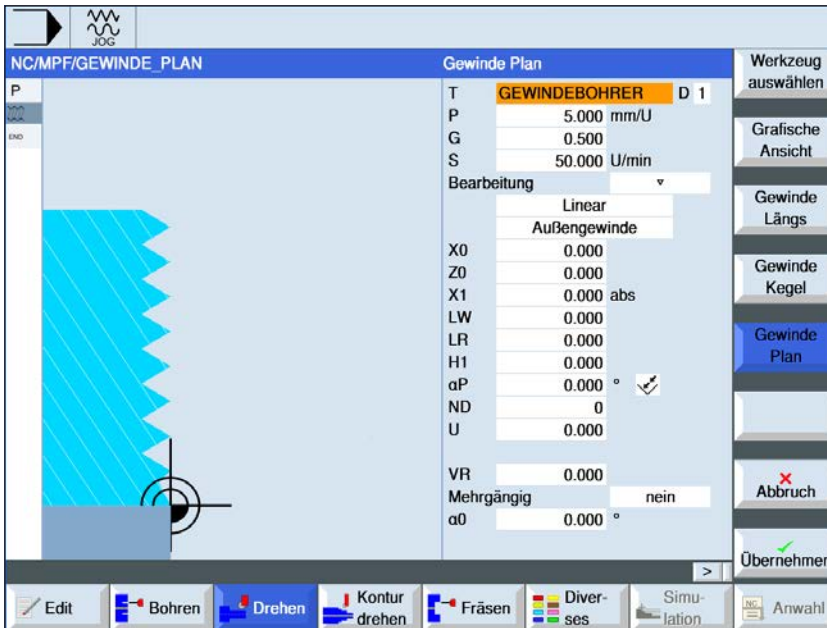 JOG
NC/MPF/GEWINDE_PLAN
Gewinde Plan
P
END
T GEWINDEBOHRER D 1
P 5.000 mm/U
G 0.500
S 50.000 U/min
Bearbeitung ▿
Linear
Außengewinde
X0 0.000
Z0 0.000
X1 0.000 abs
LW 0.000
LR 0.000
H1 0.000
αP 0.000 °
ND 0
U 0.000
VR 0.000
Mehrgängig nein
α0 0.000 °
Werkzeug
auswählen
Grafische
Ansicht
Gewinde
Längs
Gewinde
Kegel
Gewinde
Plan
Abbruch
Übernehmen
>
Edit
Bohren
Drehen
Kontur
drehen
Fräsen
Diver-
ses
Simu-
lation
NC
Anwahl